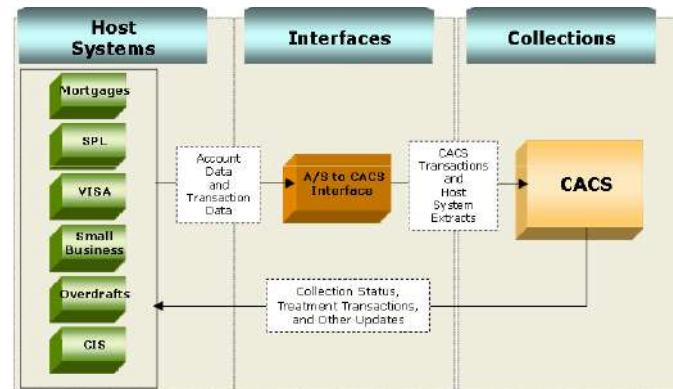 Host
Systems
Interfaces
Collections
Mortgages
SPL
VISA
Small
Business
Overdrafts
CIS
Account
Data
and
Transaction
Data
A/S to CACS
Interface
CACS
Transactions
and
Host
System
Extracts
CACS
Collection Status,
Treatment Transactions,
and Other Updates